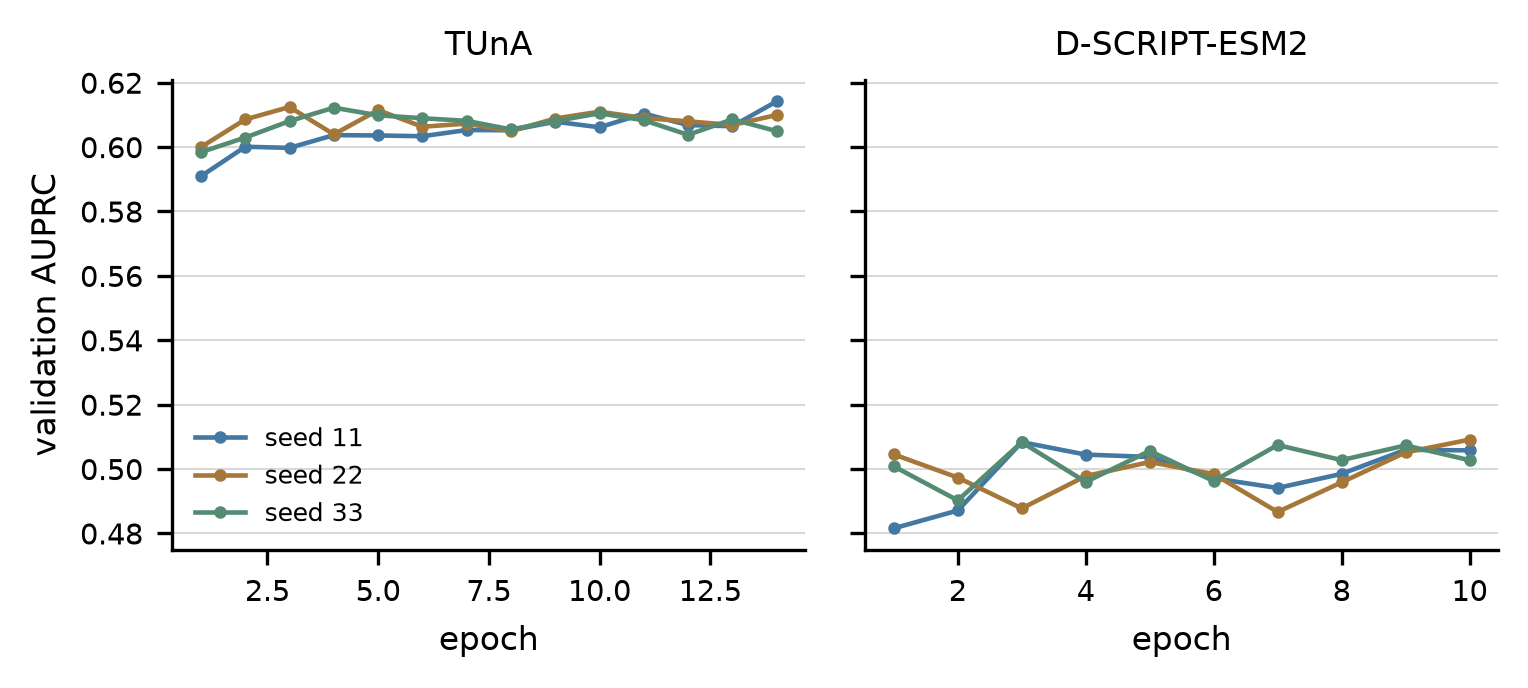 TUnA
D-SCRIPT-ESM2
validation AUPRC
0.62
0.60
0.58
0.56
0.54
0.52
0.50
0.48
seed 11
seed 22
seed 33
2.5 5.0 7.5 10.0 12.5
epoch
2 4 6 8 10
epoch